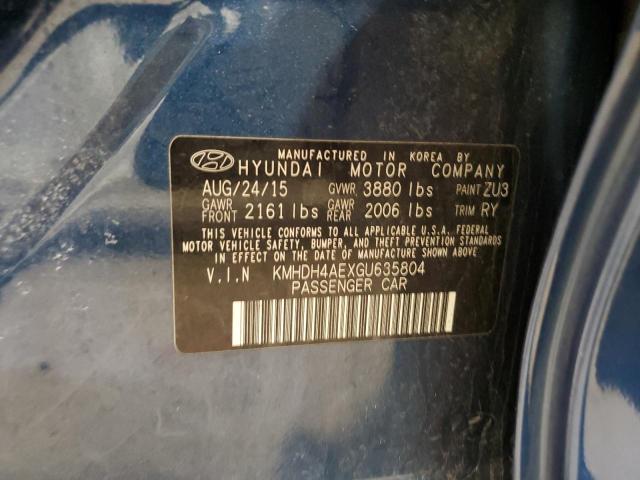 MANUFACTURED IN KOREA BY
HYUNDAI MOTOR COMPANY
AUG/24/15 GVWR 3880 lbs PAINT ZU3
GAWR FRONT 2161 lbs GAWR REAR 2006 lbs TRIM RY
THIS VEHICLE CONFORMS TO ALL APPLICABLE U.S.A. FEDERAL
MOTOR VEHICLE SAFETY, BUMPER, AND THEFT PREVENTION STANDARDS
IN EFFECT ON THE DATE OF MANUFACTURE SHOWN ABOVE.
V.I.N KMHDH4AEXGU635804
PASSENGER CAR